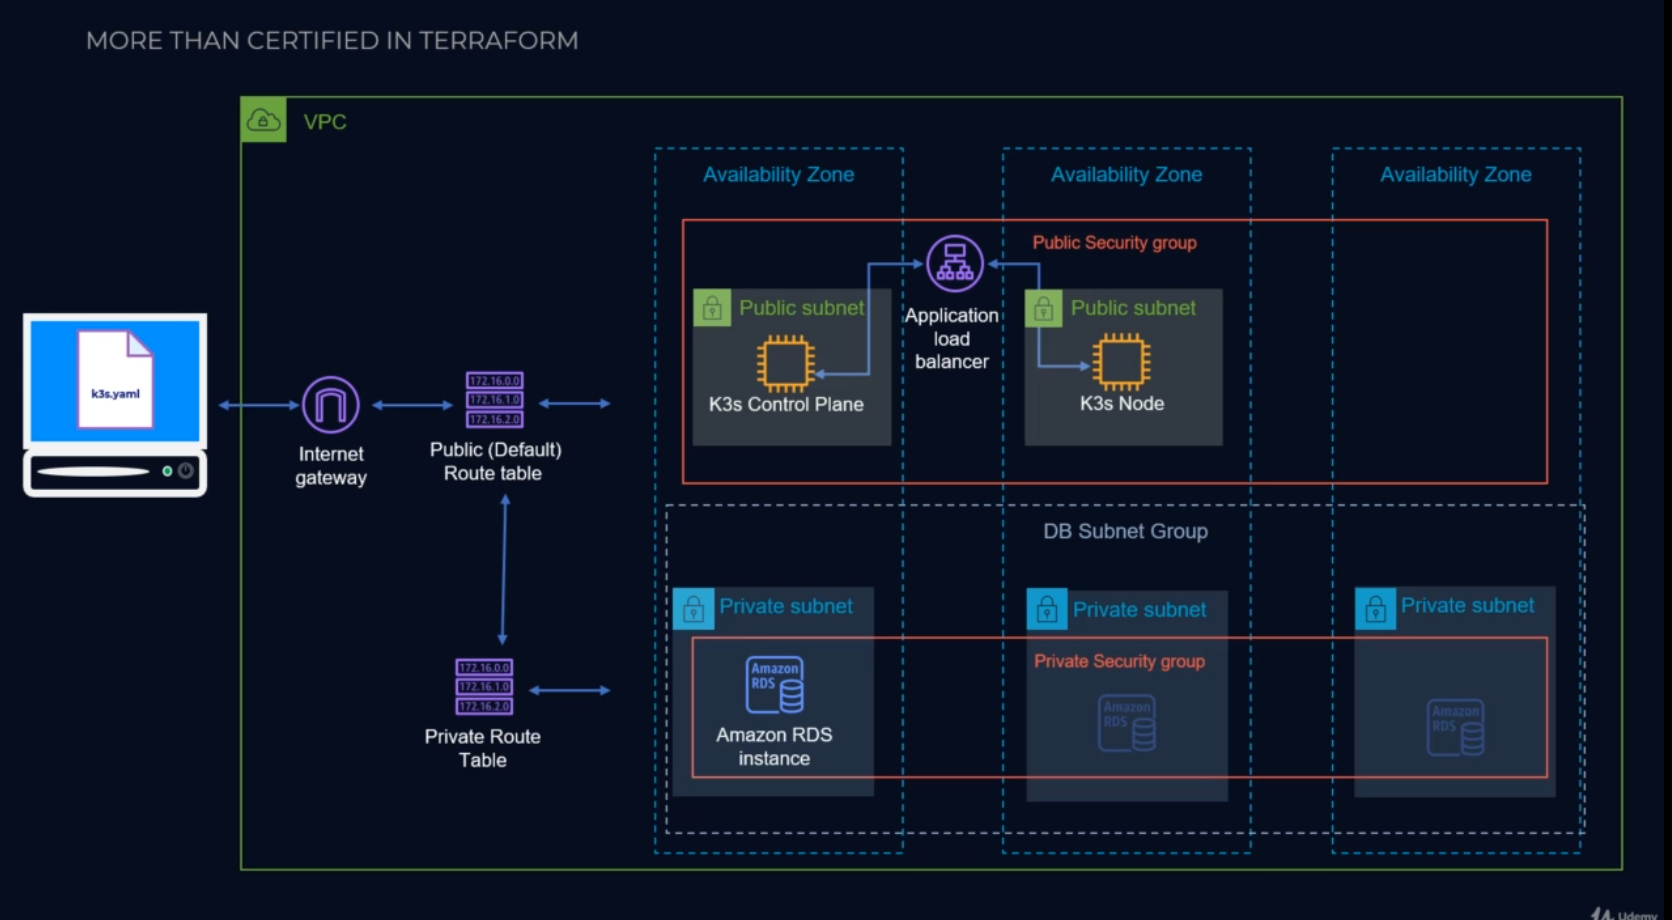 MORE THAN CERTIFIED IN TERRAFORM
VPC
Availability Zone
Availability Zone
Availability Zone
Public Security group
Public subnet
Public subnet
Application
load
balancer
K3s Control Plane
K3s Node
k3s.yaml
Internet
gateway
172.16.0.0
172.16.1.0
172.16.2.0
Public (Default)
Route table
DB Subnet Group
Private subnet
Private subnet
Private subnet
Private Security group
172.16.0.0
172.16.1.0
172.16.2.0
Private Route
Table
Amazon
RDS
Amazon RDS
instance
Amazon
RDS
Amazon
RDS
Udemy